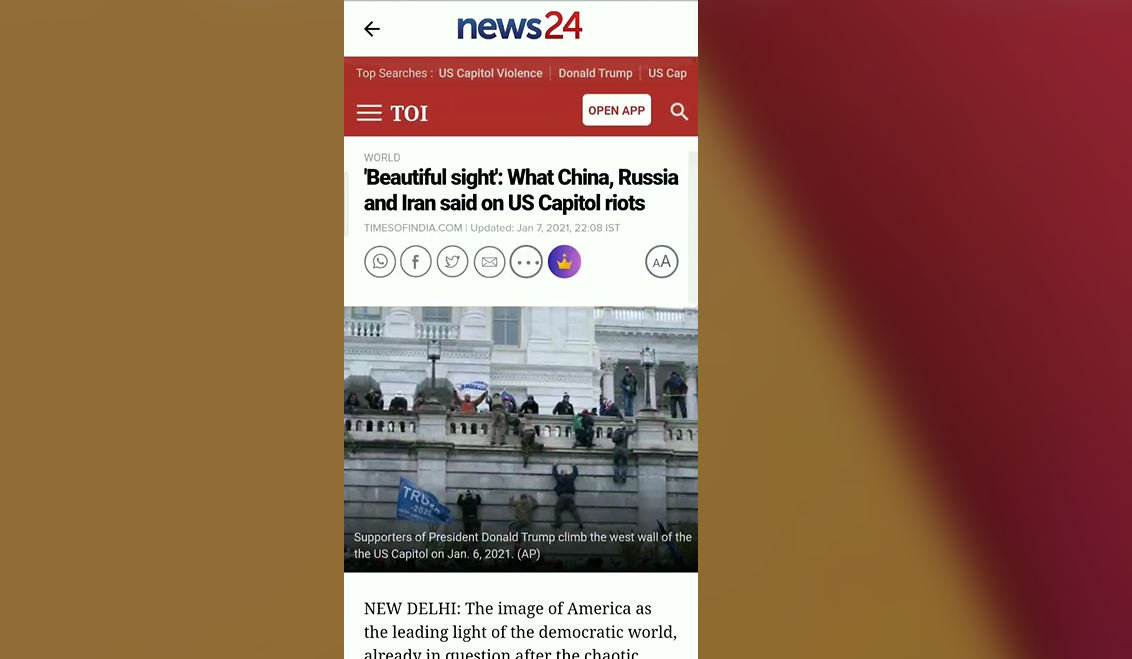 news24
Top Searches : US Capitol Violence | Donald Trump | US Cap
TOI
OPEN APP
WORLD
'Beautiful sight': What China, Russia
and Iran said on US Capitol riots
TIMESOFINDIA.COM | Updated: Jan 7, 2021, 22:08 IST
AA
TRUMP
-2020-
Supporters of President Donald Trump climb the west wall of the
the US Capitol on Jan. 6, 2021. (AP)
NEW DELHI: The image of America as
the leading light of the democratic world,
already in question after the chaotic